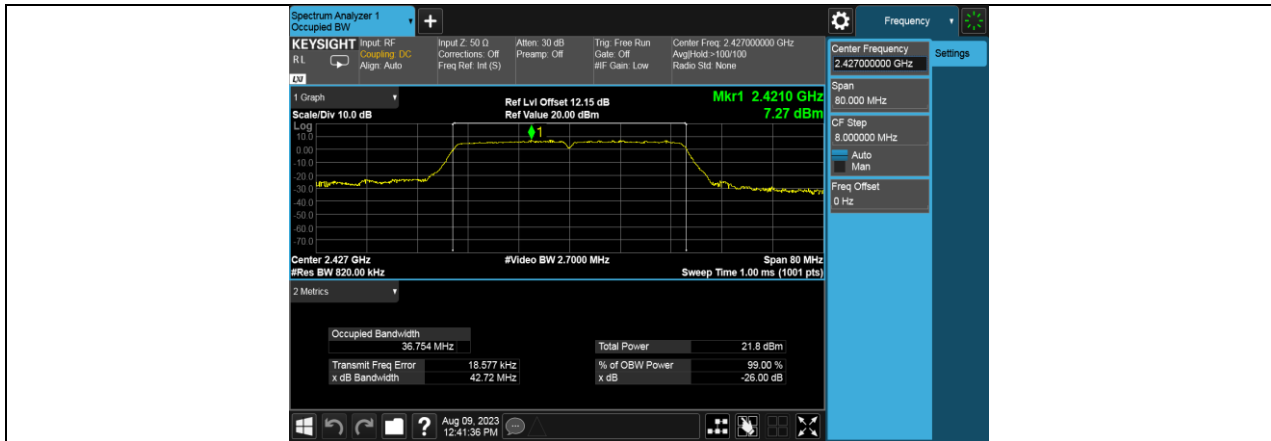 Spectrum Analyzer 1
Occupied BW
Frequency
KEYSIGHT
RL
LXI
Input: RF
Coupling: DC
Align: Auto
Input Z: 50 Ω
Corrections: Off
Freq Ref: Int (S)
Atten: 30 dB
Preamp: Off
Trig: Free Run
Gate: Off
#IF Gain: Low
Center Freq: 2.427000000 GHz
Avg|Hold:>100/100
Radio Std: None
Center Frequency
2.427000000 GHz
Settings
Span
80.000 MHz
CF Step
8.000000 MHz
Auto
Man
Freq Offset
0 Hz
1 Graph
Scale/Div 10.0 dB
Ref Lvl Offset 12.15 dB
Ref Value 20.00 dBm
Mkr1 2.4210 GHz
7.27 dBm
Log
10.0
0.00
-10.0
-20.0
-30.0
-40.0
-50.0
-60.0
-70.0
1
Center 2.427 GHz
#Video BW 2.7000 MHz
Span 80 MHz
#Res BW 820.00 kHz
Sweep Time 1.00 ms (1001 pts)
2 Metrics
Occupied Bandwidth
36.754 MHz
Total Power 21.8 dBm
Transmit Freq Error 18.577 kHz
% of OBW Power 99.00 %
x dB Bandwidth 42.72 MHz
x dB -26.00 dB
?
Aug 09, 2023
12:41:36 PM